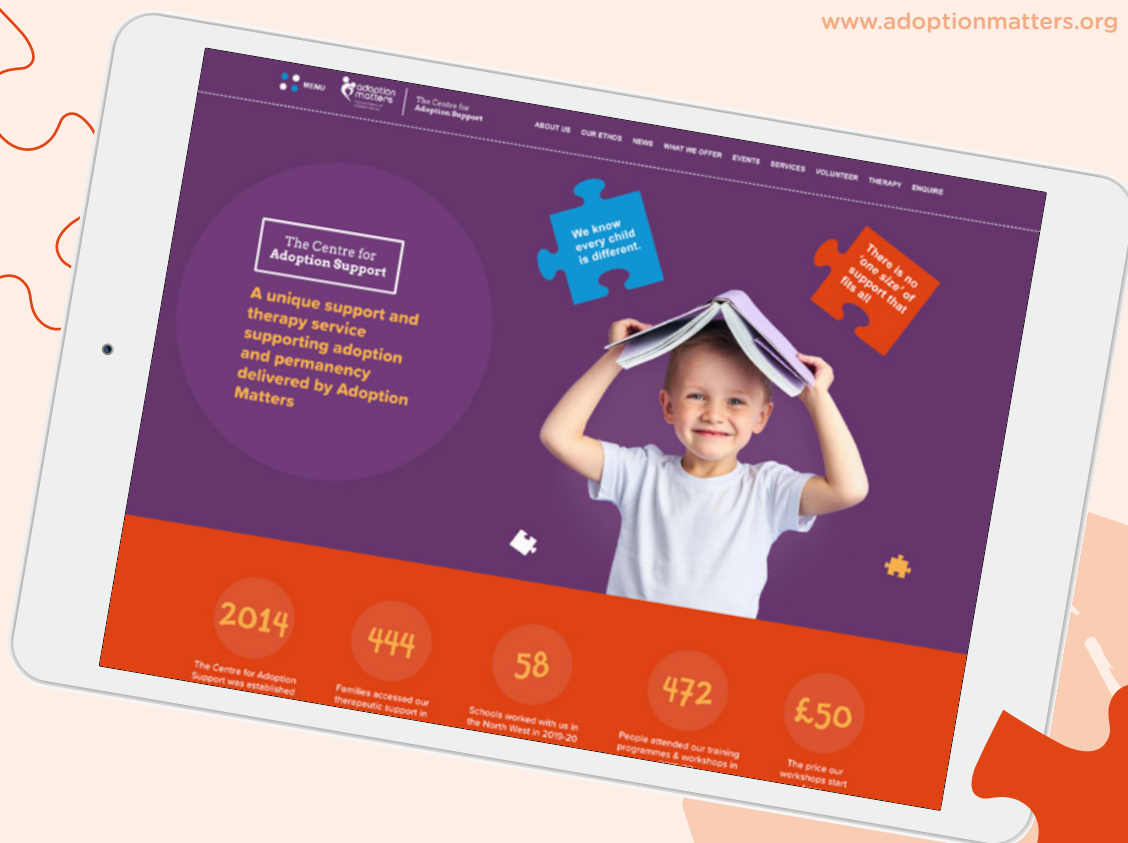 www.adoptionmatters.org
MENU
adoption
matters
The Centre for
Adoption Support
ABOUT US
OUR ETHOS
NEWS
WHAT WE OFFER
EVENTS
SERVICES
VOLUNTEER
THERAPY
ENQUIRE
The Centre for
Adoption Support
A unique support and
therapy service
supporting adoption
and permanency
delivered by Adoption
Matters
We know
every child
is different.
There is no
'one size' of
support that
fits all
2014
The Centre for Adoption
Support was established
444
Families accessed our
therapeutic support in
58
Schools worked with us in
the North West in 2019-20
472
People attended our training
programmes & workshops in
£50
The price our
workshops start